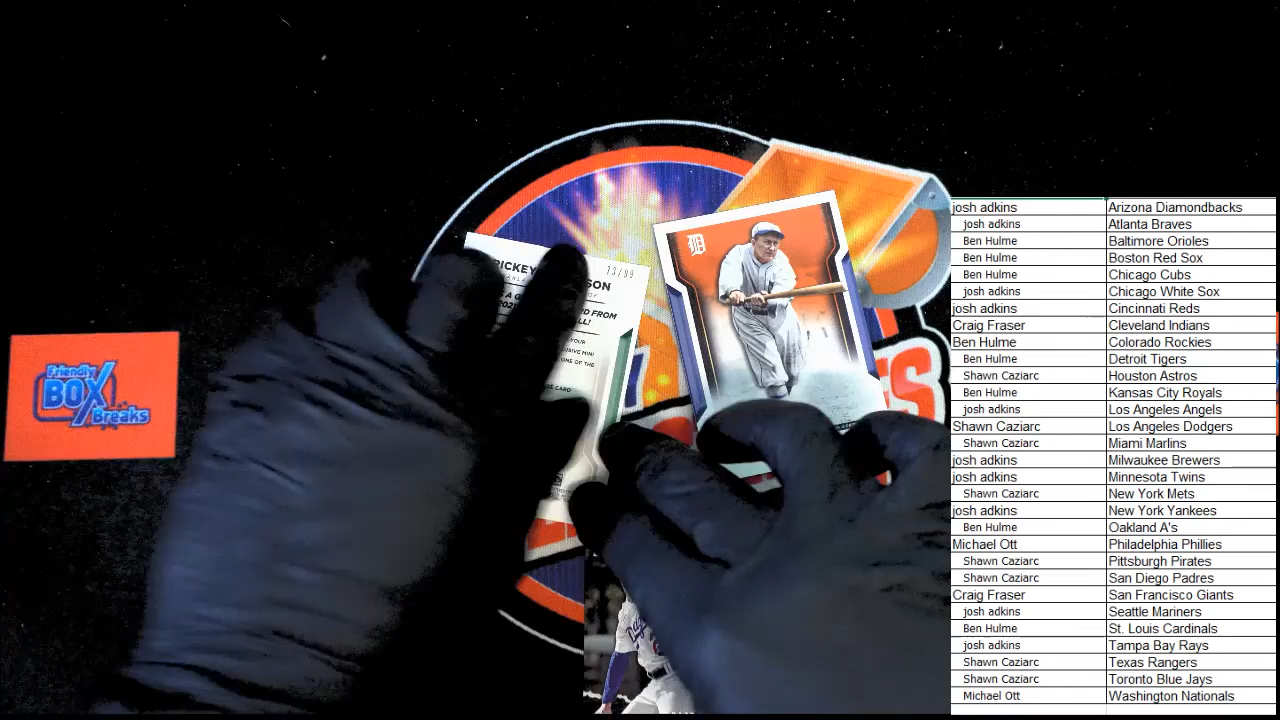 Friendly
BOX
Breaks
RICKEY
SON
13/99
josh adkins Arizona Diamondbacks
josh adkins Atlanta Braves
Ben Hulme Baltimore Orioles
Ben Hulme Boston Red Sox
Ben Hulme Chicago Cubs
josh adkins Chicago White Sox
josh adkins Cincinnati Reds
Craig Fraser Cleveland Indians
Ben Hulme Colorado Rockies
Ben Hulme Detroit Tigers
Shawn Caziarc Houston Astros
Ben Hulme Kansas City Royals
josh adkins Los Angeles Angels
Shawn Caziarc Los Angeles Dodgers
Shawn Caziarc Miami Marlins
josh adkins Milwaukee Brewers
josh adkins Minnesota Twins
Shawn Caziarc New York Mets
josh adkins New York Yankees
Ben Hulme Oakland A's
Michael Ott Philadelphia Phillies
Shawn Caziarc Pittsburgh Pirates
Shawn Caziarc San Diego Padres
Craig Fraser San Francisco Giants
josh adkins Seattle Mariners
Ben Hulme St. Louis Cardinals
josh adkins Tampa Bay Rays
Shawn Caziarc Texas Rangers
Shawn Caziarc Toronto Blue Jays
Michael Ott Washington Nationals